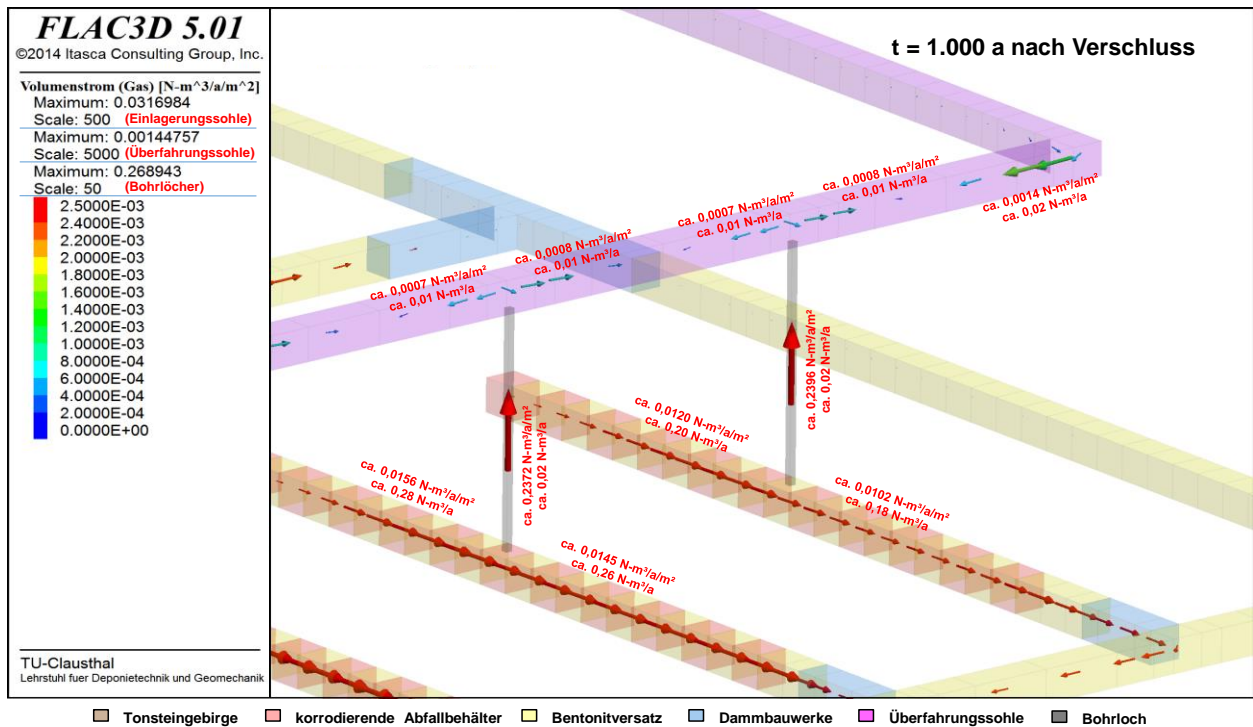 FLAC3D 5.01
©2014 Itasca Consulting Group, Inc.
Volumenstrom (Gas) [N-m^3/a/m^2]
Maximum: 0.0316984
Scale: 500 (Einlagerungssohle)
Maximum: 0.00144757
Scale: 5000 (Überfahrungssohle)
Maximum: 0.268943
Scale: 50 (Bohrlöcher)
2.5000E-03
2.4000E-03
2.2000E-03
2.0000E-03
1.8000E-03
1.6000E-03
1.4000E-03
1.2000E-03
1.0000E-03
8.0000E-04
6.0000E-04
4.0000E-04
2.0000E-04
0.0000E+00
TU-Clausthal
Lehrstuhl fuer Deponietechnik und Geomechanik
t = 1.000 a nach Verschluss
ca. 0,0007 N-m³/a/m²
ca. 0,01 N-m³/a
ca. 0,0008 N-m³/a/m²
ca. 0,01 N-m³/a
ca. 0,0007 N-m³/a/m²
ca. 0,01 N-m³/a
ca. 0,0008 N-m³/a/m²
ca. 0,01 N-m³/a
ca. 0,0014 N-m³/a/m²
ca. 0,02 N-m³/a
ca. 0,2372 N-m³/a/m²
ca. 0,02 N-m³/a
ca. 0,2396 N-m³/a/m²
ca. 0,02 N-m³/a
ca. 0,0120 N-m³/a/m²
ca. 0,20 N-m³/a
ca. 0,0102 N-m³/a/m²
ca. 0,18 N-m³/a
ca. 0,0156 N-m³/a/m²
ca. 0,28 N-m³/a
ca. 0,0145 N-m³/a/m²
ca. 0,26 N-m³/a
Tonsteingebirge korrodierende Abfallbehälter Bentonitversatz Dammbauwerke Überfahrungssohle Bohrloch